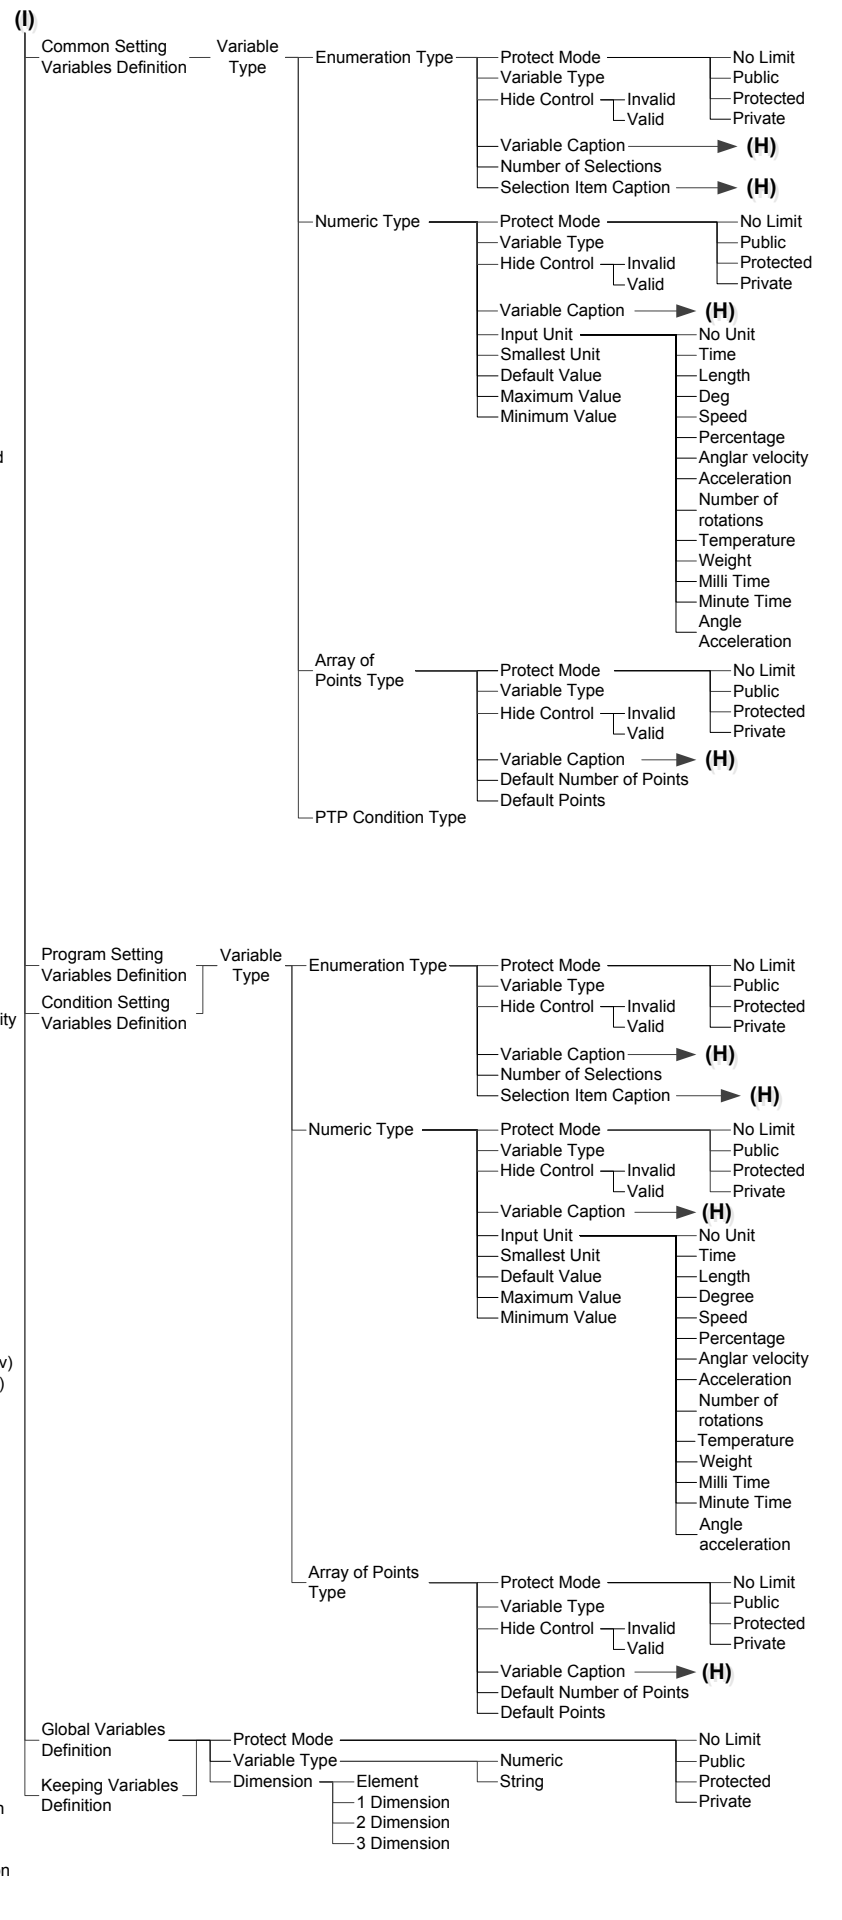 (I)
Common Setting
Variables Definition
Variable
Type
Enumeration Type
Protect Mode
No Limit
Public
Protected
Private
Variable Type
Hide Control
Invalid
Valid
Variable Caption
(H)
Number of Selections
Selection Item Caption
(H)
Numeric Type
Protect Mode
No Limit
Public
Protected
Private
Variable Type
Hide Control
Invalid
Valid
Variable Caption
(H)
Input Unit
No Unit
Time
Length
Deg
Speed
Percentage
Anglar velocity
Acceleration
Number of
rotations
Temperature
Weight
Milli Time
Minute Time
Angle
Acceleration
Smallest Unit
Default Value
Maximum Value
Minimum Value
Array of
Points Type
Protect Mode
No Limit
Public
Protected
Private
Variable Type
Hide Control
Invalid
Valid
Variable Caption
(H)
Default Number of Points
Default Points
PTP Condition Type
Program Setting
Variables Definition
Condition Setting
Variables Definition
Variable
Type
Enumeration Type
Protect Mode
No Limit
Public
Protected
Private
Variable Type
Hide Control
Invalid
Valid
Variable Caption
(H)
Number of Selections
Selection Item Caption
(H)
Numeric Type
Protect Mode
No Limit
Public
Protected
Private
Variable Type
Hide Control
Invalid
Valid
Variable Caption
(H)
Input Unit
No Unit
Time
Length
Degree
Speed
Percentage
Anglar velocity
Acceleration
Number of
rotations
Temperature
Weight
Milli Time
Minute Time
Angle
acceleration
Smallest Unit
Default Value
Maximum Value
Minimum Value
Array of Points
Type
Protect Mode
No Limit
Public
Protected
Private
Variable Type
Hide Control
Invalid
Valid
Variable Caption
(H)
Default Number of Points
Default Points
Global Variables
Definition
Keeping Variables
Definition
Protect Mode
No Limit
Public
Protected
Private
Variable Type
Numeric
String
Dimension
Element
1 Dimension
2 Dimension
3 Dimension